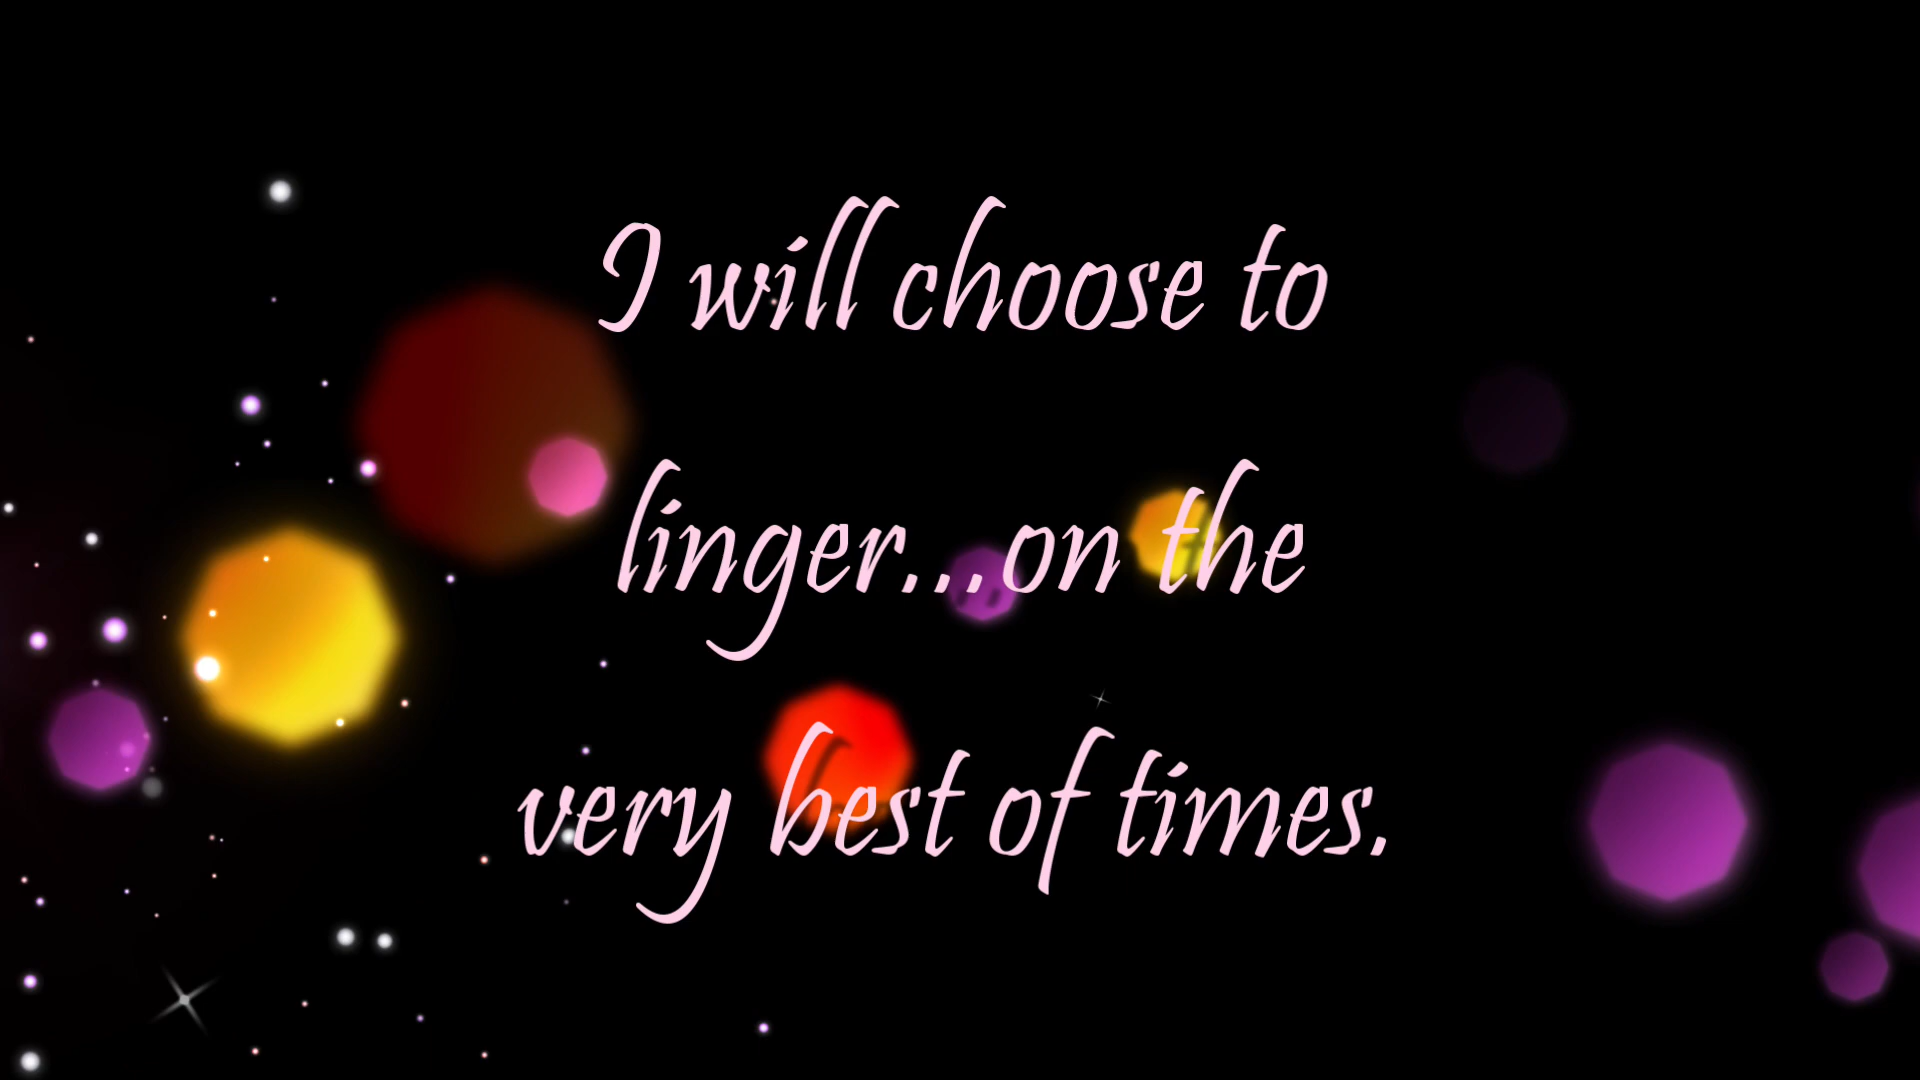 I will choose to
linger...on the
very best of times.